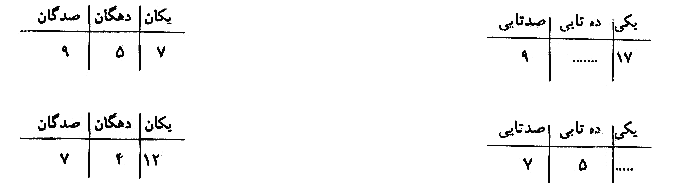 صدگان دهگان یکان
۹ ۵ ۷
صدتایی ده تایی یکی
۹ ....... ۱۷
صدگان دهگان یکان
۷ ۴ ۱۲
صدتایی ده تایی یکی
۷ ۵ .....